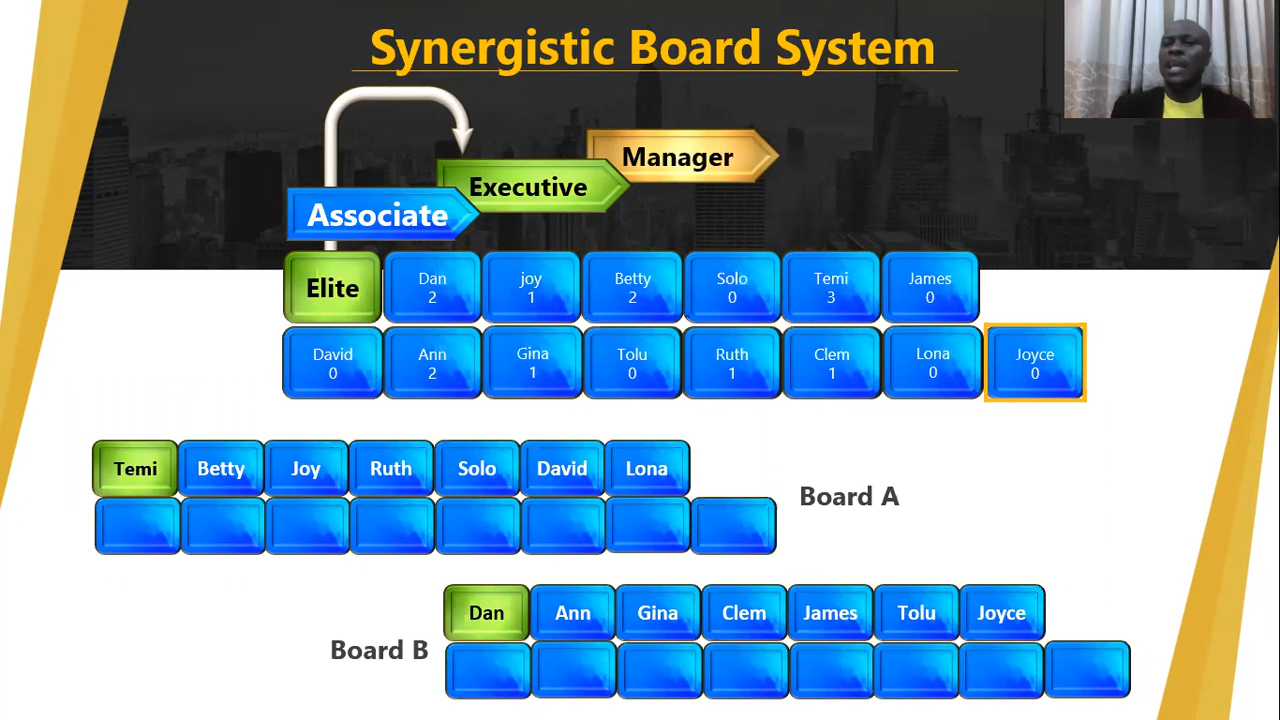 Synergistic Board System
Manager
Executive
Associate
Elite
Dan
2
joy
1
Betty
2
Solo
0
Temi
3
James
0
David
0
Ann
2
Gina
1
Tolu
0
Ruth
1
Clem
1
Lona
0
Joyce
0
Temi
Betty
Joy
Ruth
Solo
David
Lona
Board A
Dan
Ann
Gina
Clem
James
Tolu
Joyce
Board B